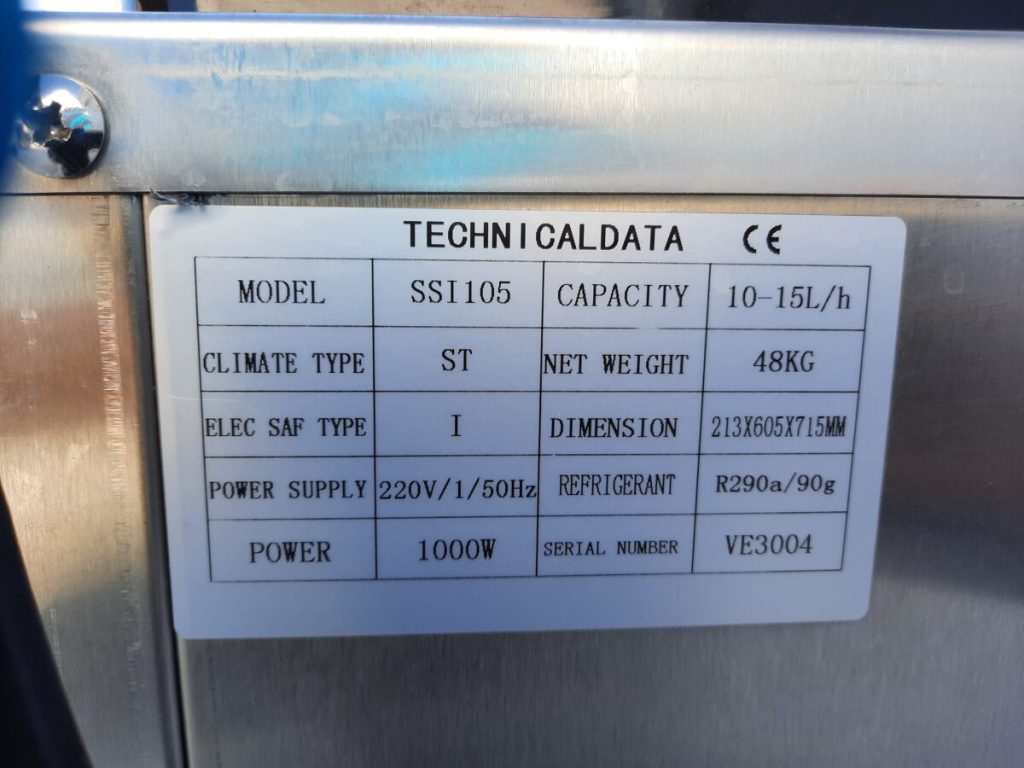 TECHNICALDATA CE
MODEL SSI105 CAPACITY 10-15L/h
CLIMATE TYPE ST NET WEIGHT 48KG
ELEC SAF TYPE I DIMENSION 213X605X715MM
POWER SUPPLY 220V/1/50Hz REFRIGERANT R290a/90g
POWER 1000W SERIAL NUMBER VE3004